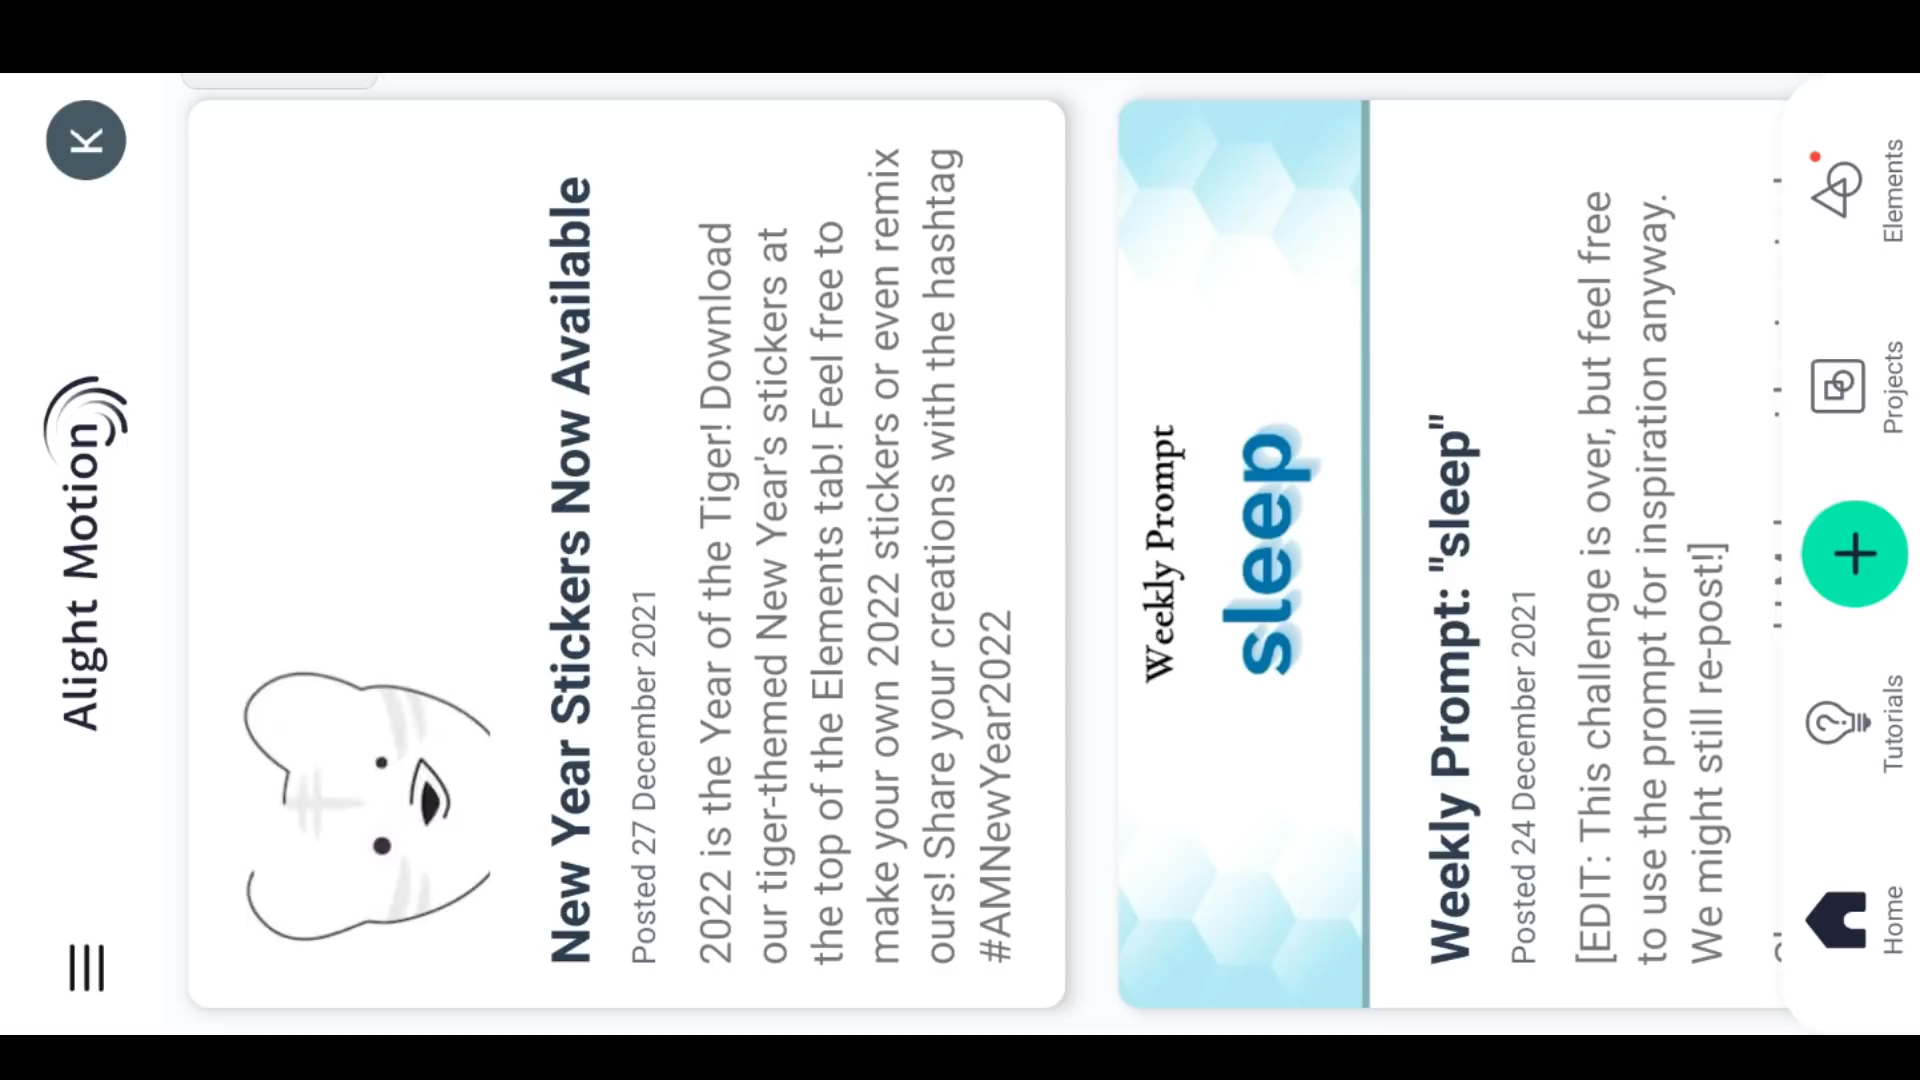 Alight Motion
K
New Year Stickers Now Available
Posted 27 December 2021
2022 is the Year of the Tiger! Download
our tiger-themed New Year's stickers at
the top of the Elements tab! Feel free to
make your own 2022 stickers or even remix
ours! Share your creations with the hashtag
#AMNewYear2022
Weekly Prompt
sleep
Weekly Prompt: "sleep"
Posted 24 December 2021
[EDIT: This challenge is over, but feel free
to use the prompt for inspiration anyway.
We might still re-post!]
Home
Tutorials
Projects
Elements